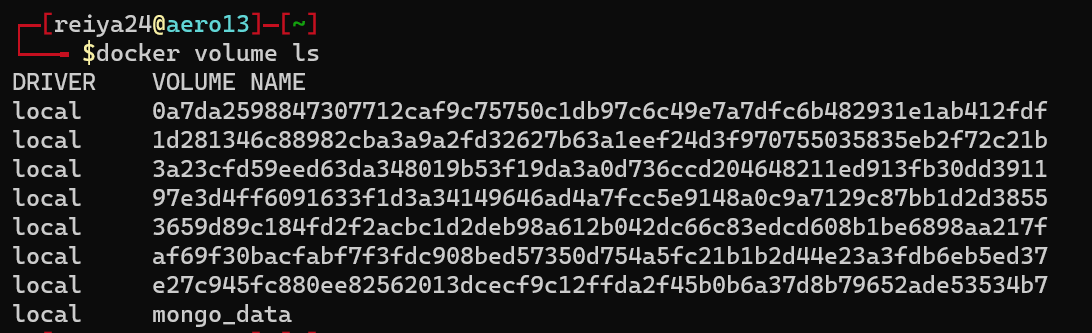 [reiya24@aero13]-[~]
$docker volume ls
DRIVER    VOLUME NAME
local     0a7da2598847307712caf9c75750c1db97c6c49e7a7dfc6b482931e1ab412fdf
local     1d281346c88982cba3a9a2fd32627b63a1eef24d3f970755035835eb2f72c21b
local     3a23cfd59eed63da348019b53f19da3a0d736ccd204648211ed913fb30dd3911
local     97e3d4ff6091633f1d3a34149646ad4a7fcc5e9148a0c9a7129c87bb1d2d3855
local     3659d89c184fd2f2acbc1d2deb98a612b042dc66c83edcd608b1be6898aa217f
local     af69f30bacfabf7f3fdc908bed57350d754a5fc21b1b2d44e23a3fdb6eb5ed37
local     e27c945fc880ee82562013dcecf9c12ffda2f45b0b6a37d8b79652ade53534b7
local     mongo_data